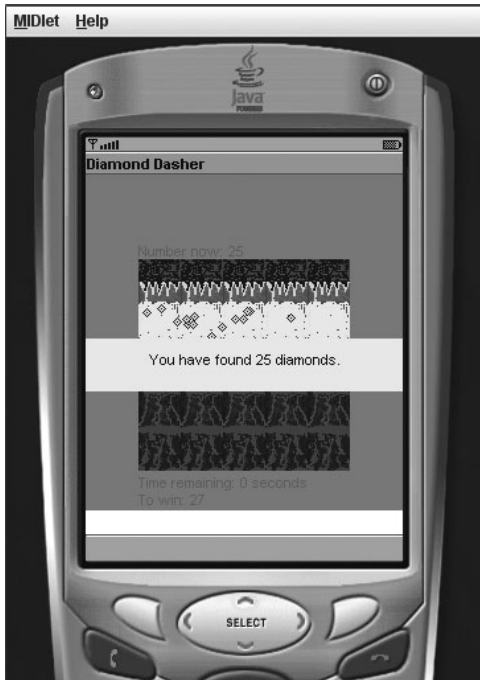 MIDlet Help
Java
POWERED
Diamond Dasher
Number now: 25
You have found 25 diamonds.
Time remaining: 0 seconds
To win: 27
SELECT